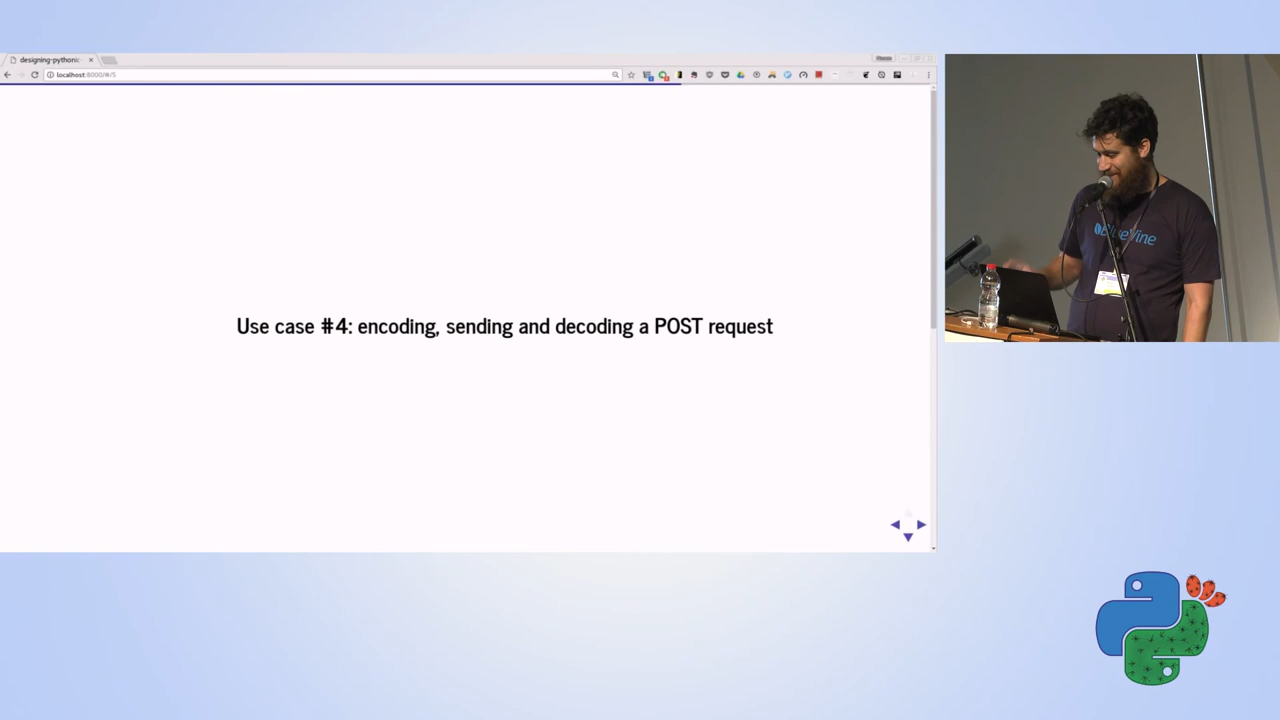 designing-pythonic
localhost:8000/#/5
Use case #4: encoding, sending and decoding a POST request
BlueVine